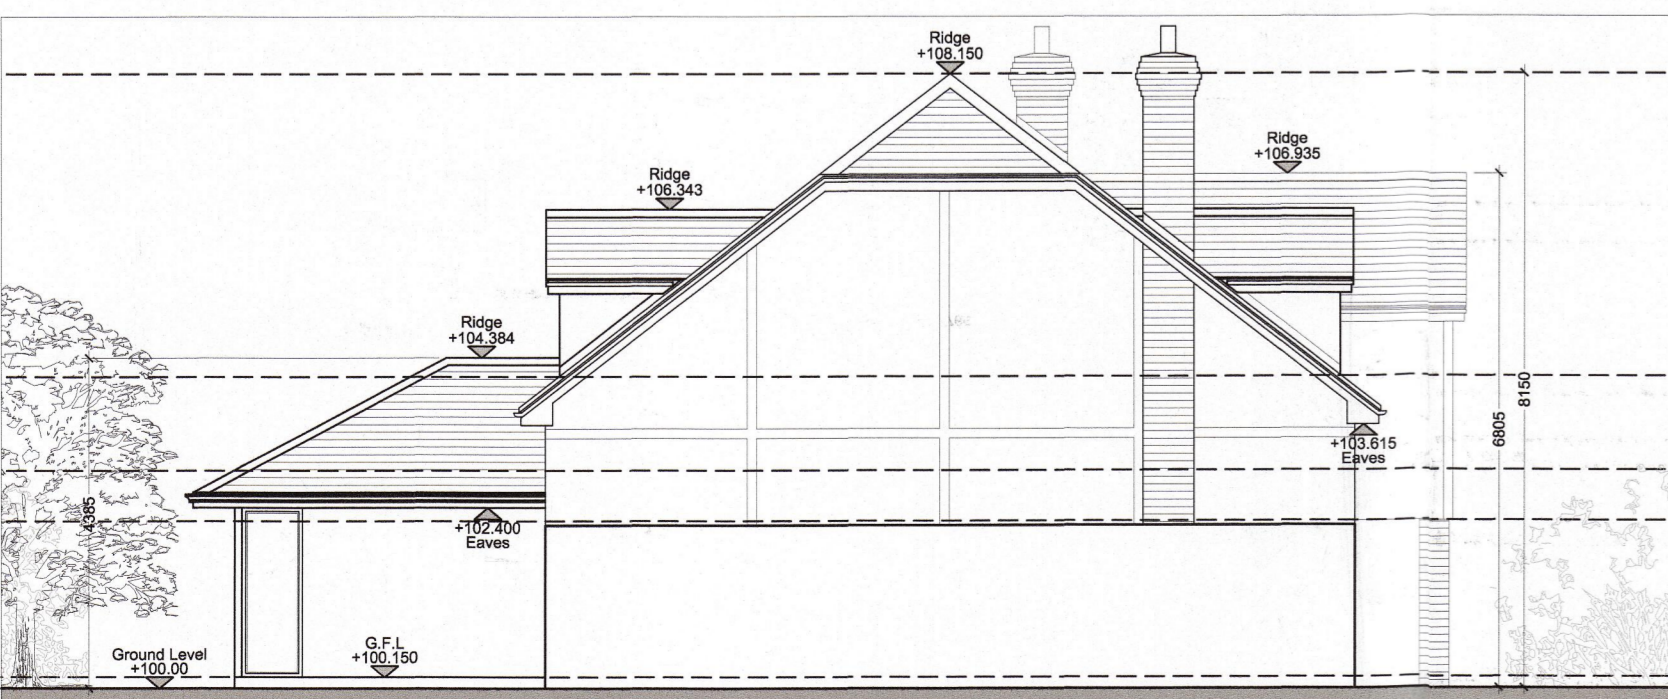 Ridge
+108.150
Ridge
+106.935
Ridge
+106.343
Ridge
+104.384
8150
6805
+103.615
Eaves
4385
+102.400
Eaves
G.F.L
+100.150
Ground Level
+100.00